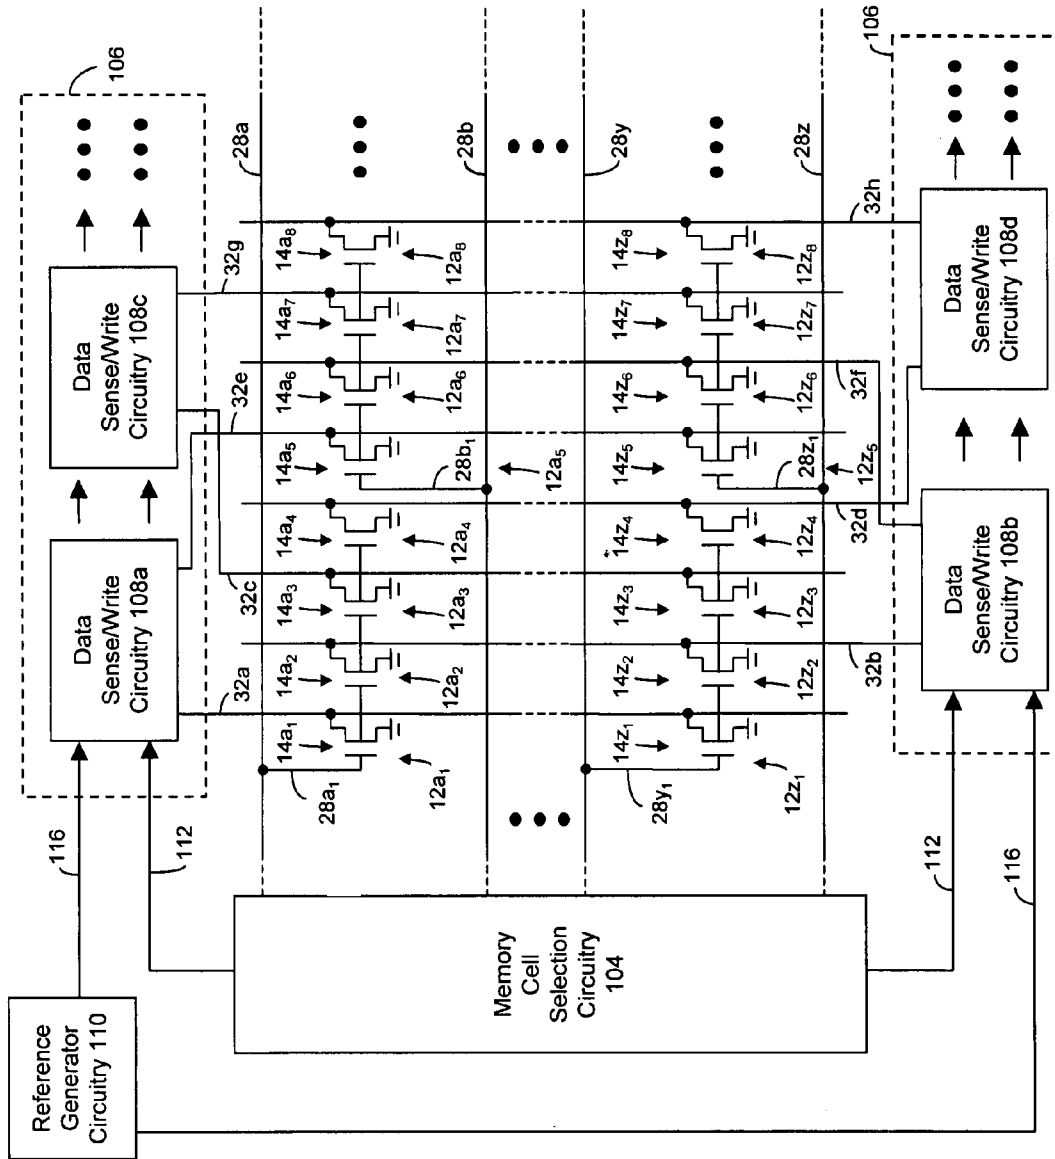 Reference
Generator
Circuitry 110
116
112
Memory
Cell
Selection
Circuitry
104
112
116
106
Data
Sense/Write
Circuitry 108a
Data
Sense/Write
Circuitry 108c
32a
32c
32e
32g
28a
14a1
14a2
14a3
14a4
14a5
14a6
14a7
14a8
28a1
12a1
12a2
12a3
12a4
28b1
12a5
12a6
12a7
12a8
28b
28y
14z1
14z2
14z3
14z4
14z5
14z6
14z7
14z8
28y1
12z1
12z2
12z3
12z4
28z1
12z5
12z6
12z7
12z8
28z
32b
32d
32f
32h
Data
Sense/Write
Circuitry 108b
Data
Sense/Write
Circuitry 108d
106